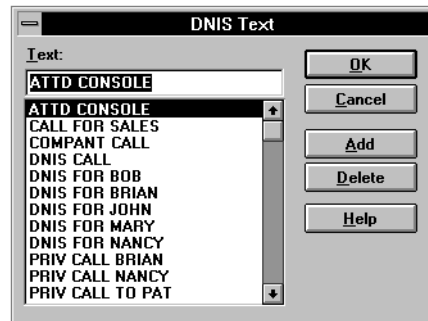 DNIS Text
Text:
ATTD CONSOLE
ATTD CONSOLE
CALL FOR SALES
COMPANT CALL
DNIS CALL
DNIS FOR BOB
DNIS FOR BRIAN
DNIS FOR JOHN
DNIS FOR MARY
DNIS FOR NANCY
PRIV CALL BRIAN
PRIV CALL NANCY
PRIV CALL TO PAT
OK
Cancel
Add
Delete
Help